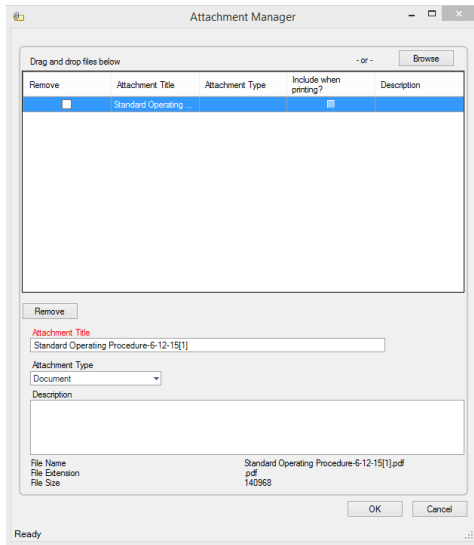 Attachment Manager
Drag and drop files below - or - Browse
Remove Attachment Title Attachment Type Include when printing? Description
Standard Operating ...
Remove
Attachment Title
Standard Operating Procedure-6-12-15[1]
Attachment Type
Document
Description
File Name Standard Operating Procedure-6-12-15[1].pdf
File Extension .pdf
File Size 140968
OK Cancel
Ready